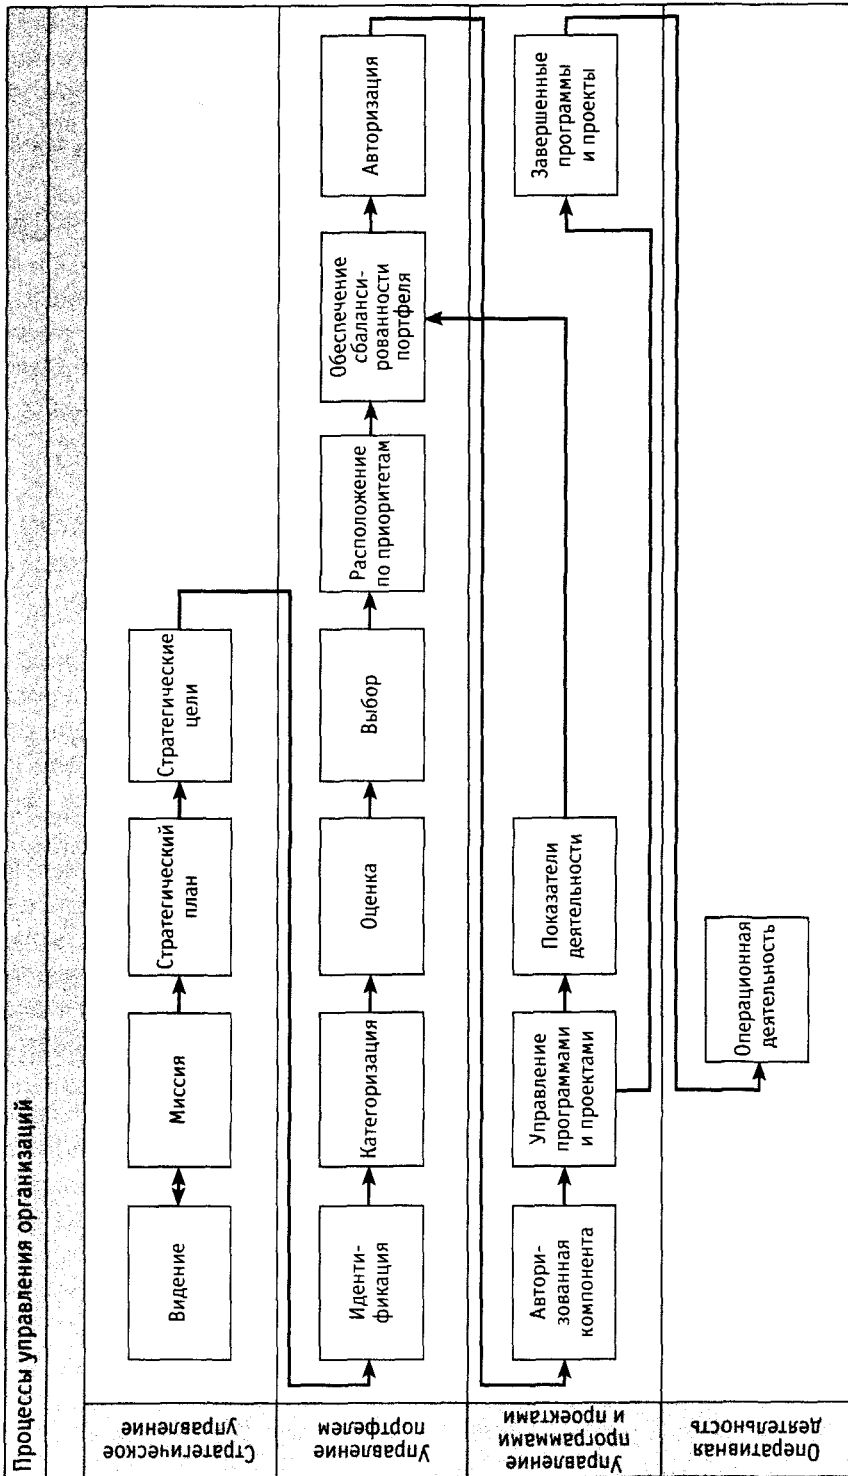 Процессы управления организаций
Стратегическое
управление
Видение
Миссия
Стратегический
план
Стратегические
цели
Управление
портфелем
Иденти-
фикация
Категоризация
Оценка
Выбор
Расположение
по приоритетам
Обеспечение
сбаланси-
рованности
портфеля
Авторизация
Управление
программами
и проектами
Автори-
зованная
компонента
Управление
программами
и проектами
Показатели
деятельности
Завершенные
программы
и проекты
Оперативная
деятельность
Операционная
деятельность